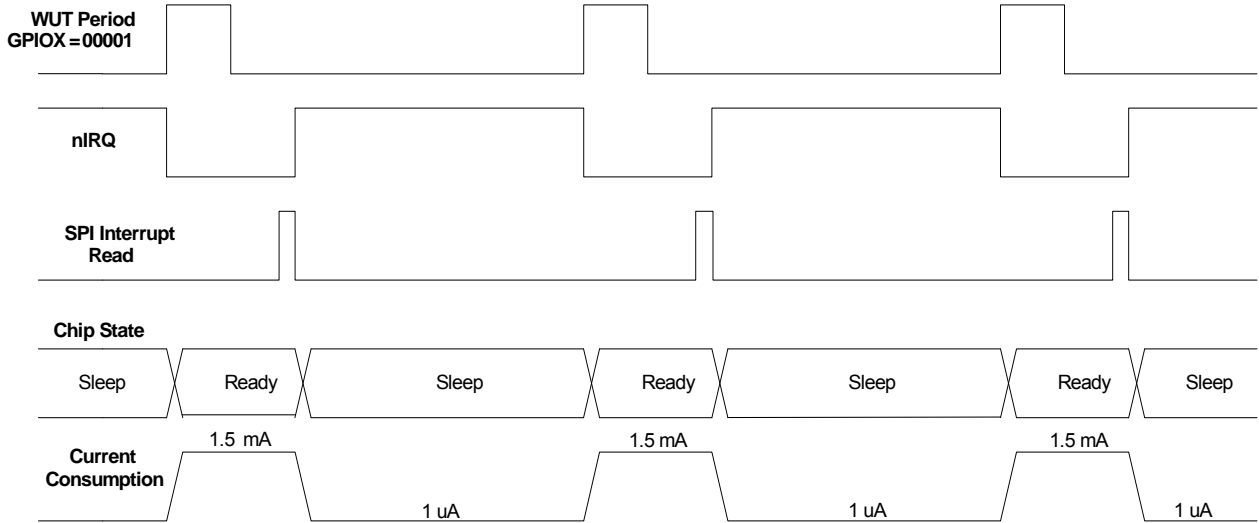 WUT Period
GPIOX = 00001
nIRQ
SPI Interrupt
Read
Chip State
Sleep Ready Sleep Ready Sleep Ready Sleep
1.5 mA 1.5 mA 1.5 mA
Current
Consumption
1 uA 1 uA 1 uA